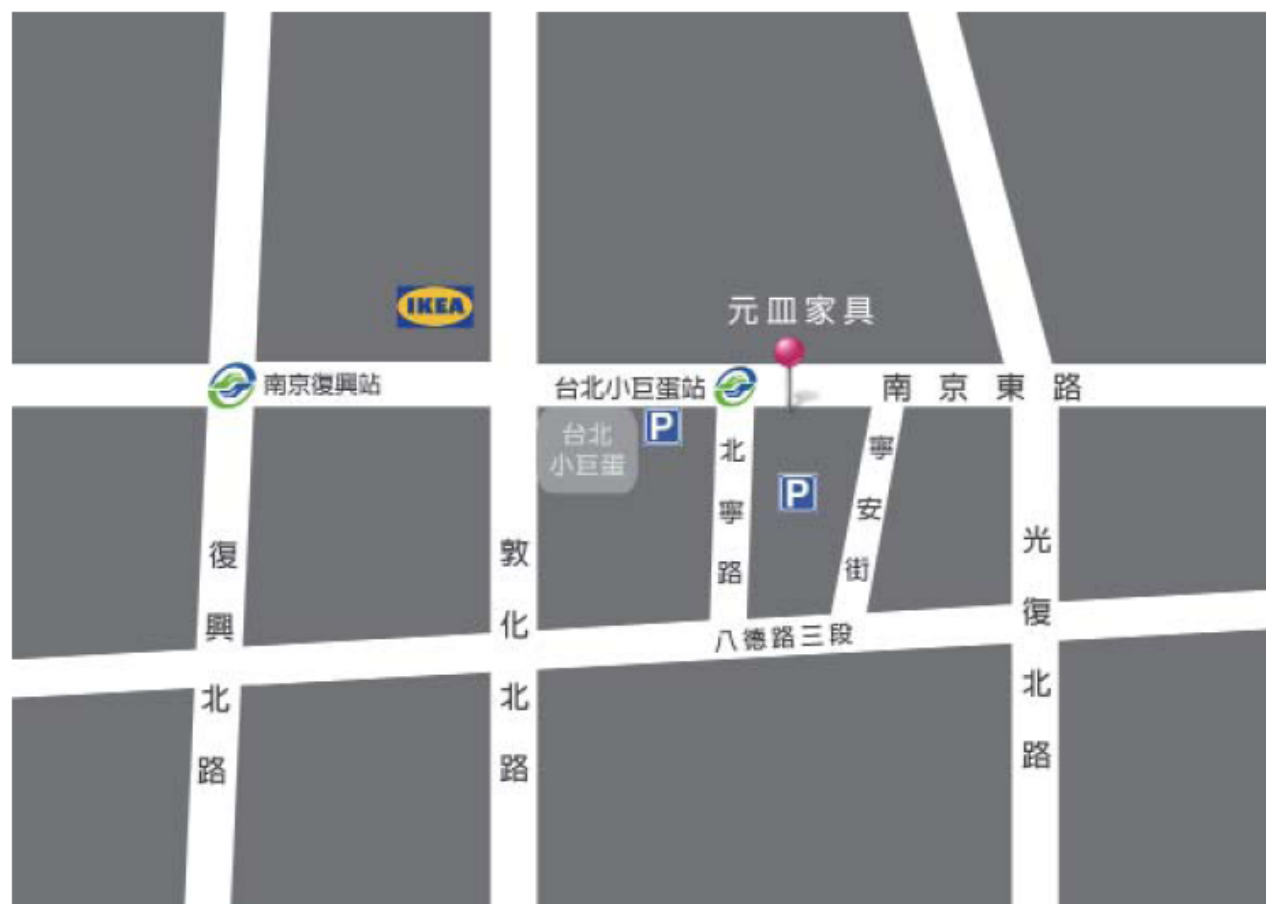 IKEA
元皿家具
南京復興站
台北小巨蛋站
南京東路
台北
小巨蛋
P
P
北寧路
寧安街
復興北路
敦化北路
光復北路
八德路三段